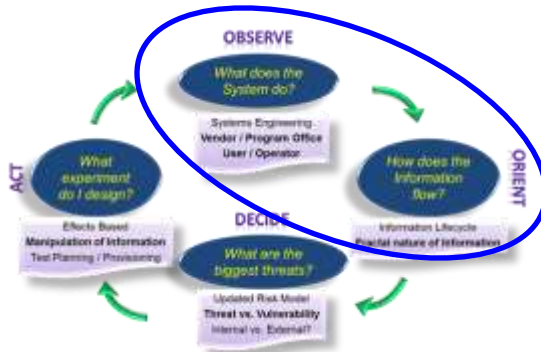 OBSERVE
What does the
System do?
Systems Engineering
Vendor / Program Office
User / Operator
ORIENT
How does the
Information
flow?
Information Lifecycle
Fractal nature of Information
DECIDE
What are the
biggest threats?
Updated Risk Model
Threat vs. Vulnerability
Internal vs. External?
ACT
What
experiment
do I design?
Effects Based
Manipulation of Information
Test Planning / Provisioning